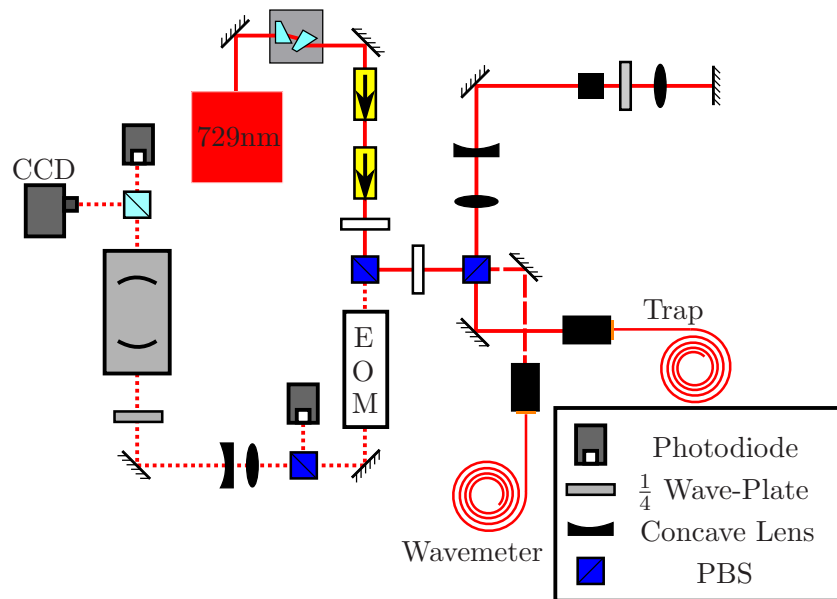 729nm
CCD
E
O
M
Trap
Wavemeter
Photodiode
1/4 Wave-Plate
Concave Lens
PBS